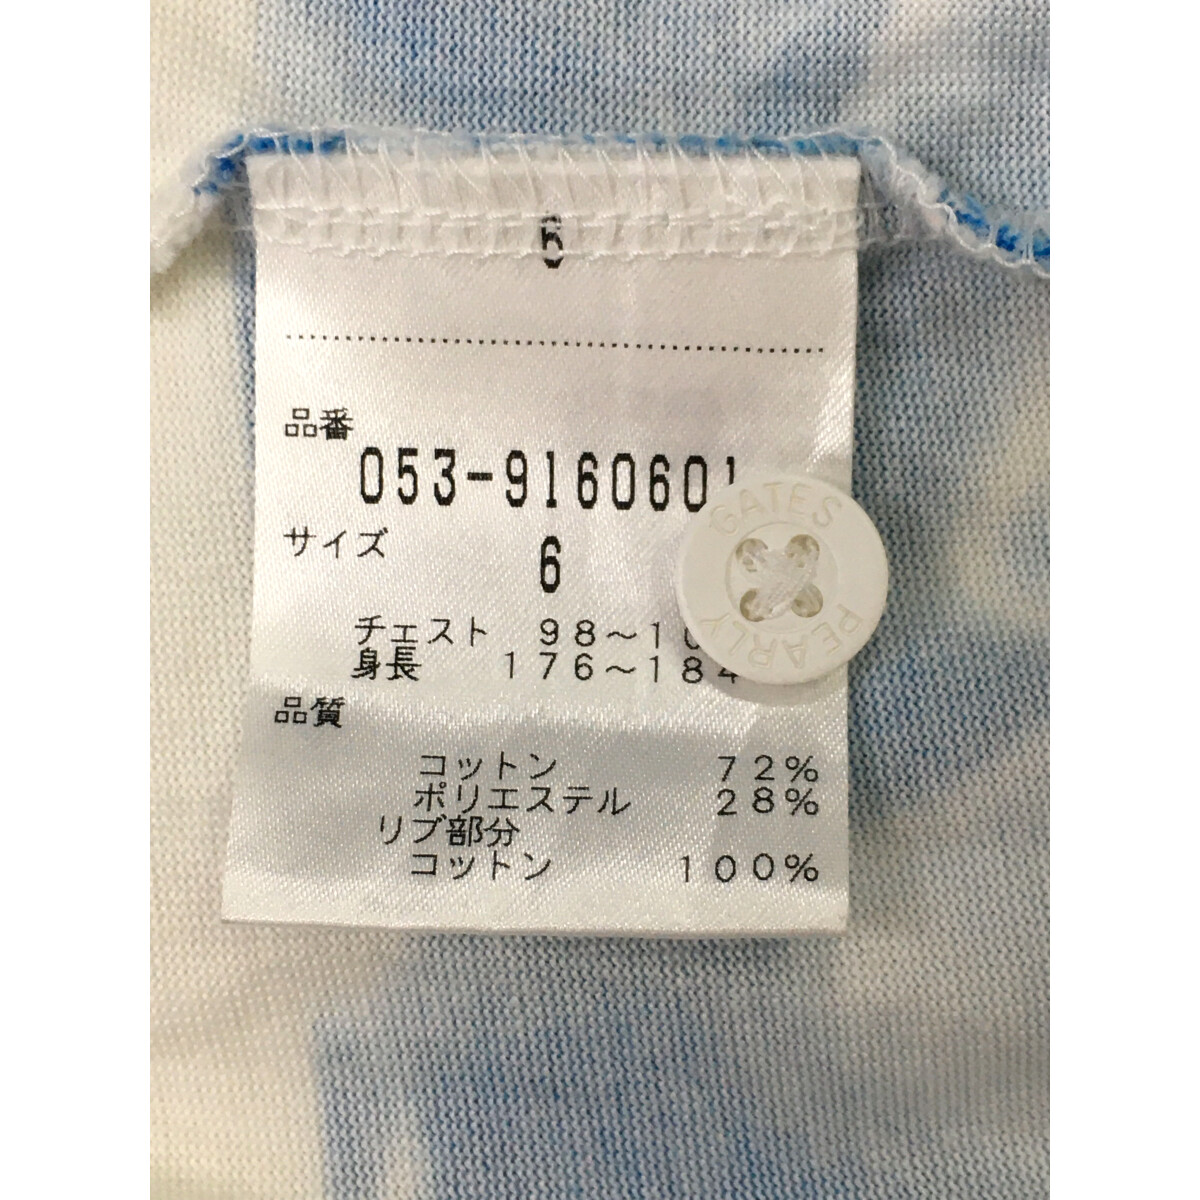 6
品番
053-9160601
サイズ
6
チェスト 98～10
身長 176～184
品質
コットン 72%
ポリエステル 28%
リブ部分
コットン 100%
GATES
PEARLY